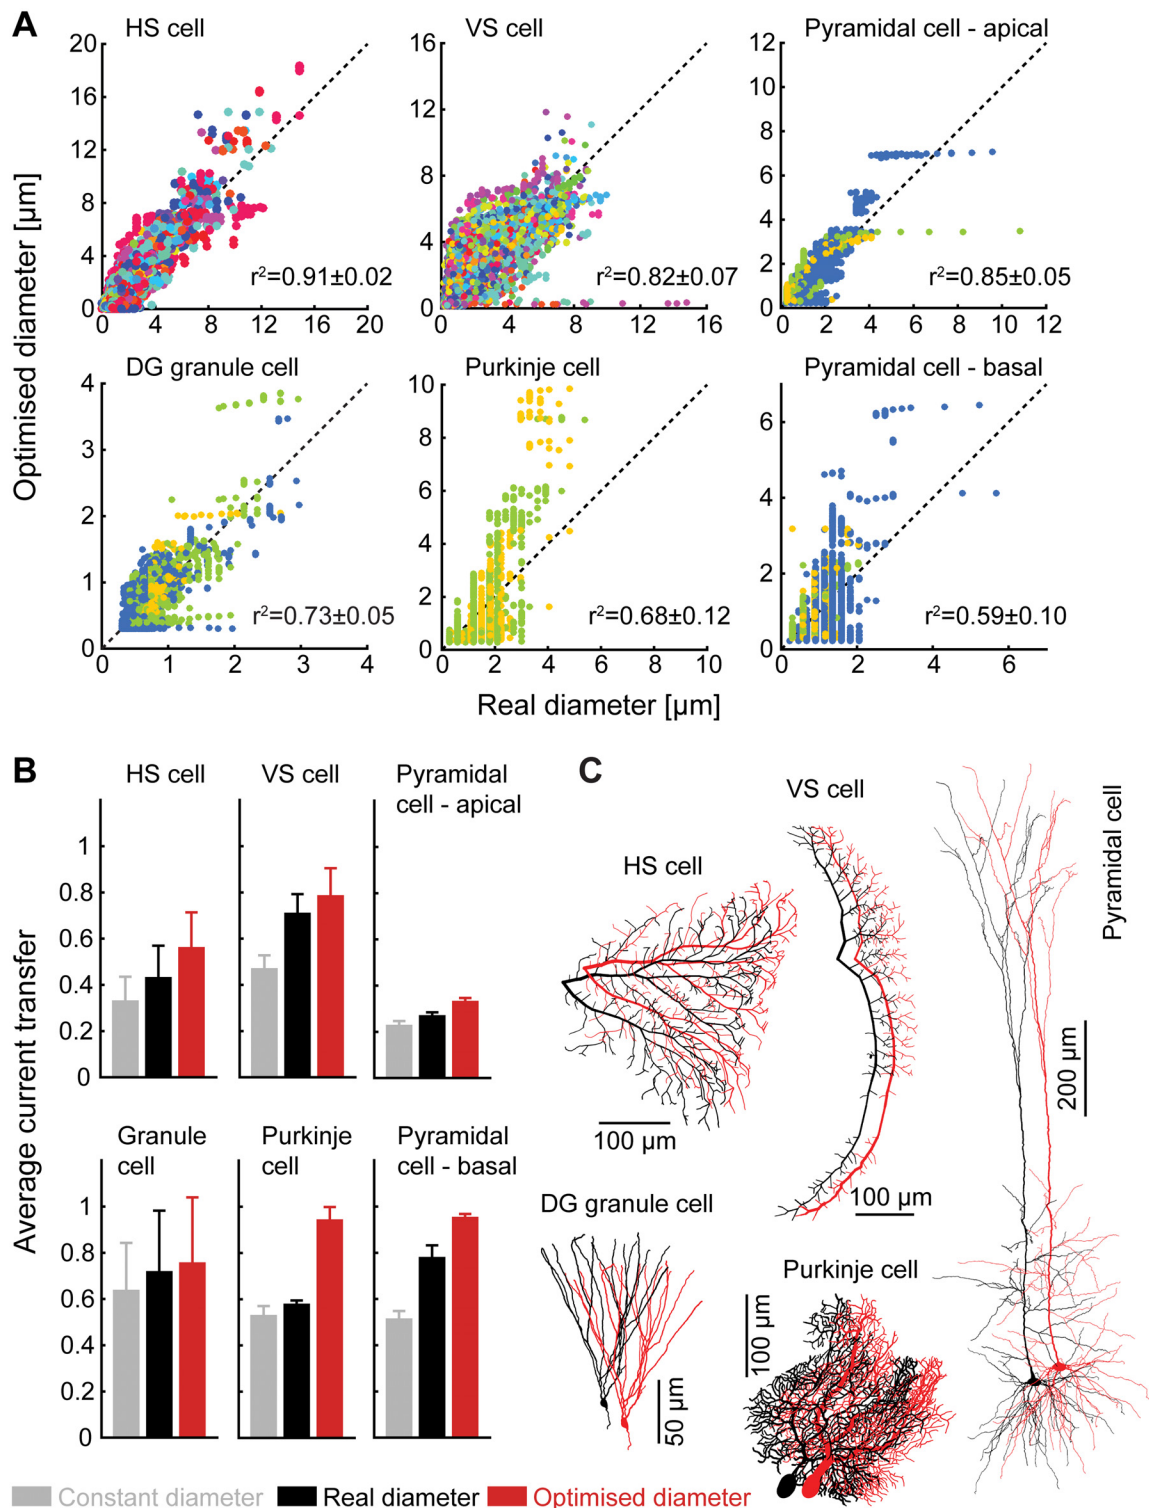 A
HS cell
VS cell
Pyramidal cell - apical
20
16
12
8
4
0
r²=0.91±0.02
0 4 8 12 16 20
16
12
8
4
0
r²=0.82±0.07
0 4 8 12 16
12
10
8
6
4
2
0
r²=0.85±0.05
0 2 4 6 8 10 12
Optimised diameter [µm]
DG granule cell
Purkinje cell
Pyramidal cell - basal
4
3
2
1
0
r²=0.73±0.05
0 1 2 3 4
10
8
6
4
2
0
r²=0.68±0.12
0 2 4 6 8 10
6
4
2
0
r²=0.59±0.10
0 2 4 6
Real diameter [µm]
B
HS cell
VS cell
Pyramidal
cell - apical
1
0.8
0.6
0.4
0.2
0
Average current transfer
Granule
cell
Purkinje
cell
Pyramidal
cell - basal
1
0.8
0.6
0.4
0.2
0
C
VS cell
HS cell
Pyramidal cell
100 µm
100 µm
200 µm
DG granule cell
50 µm
Purkinje cell
100 µm
Constant diameter Real diameter Optimised diameter